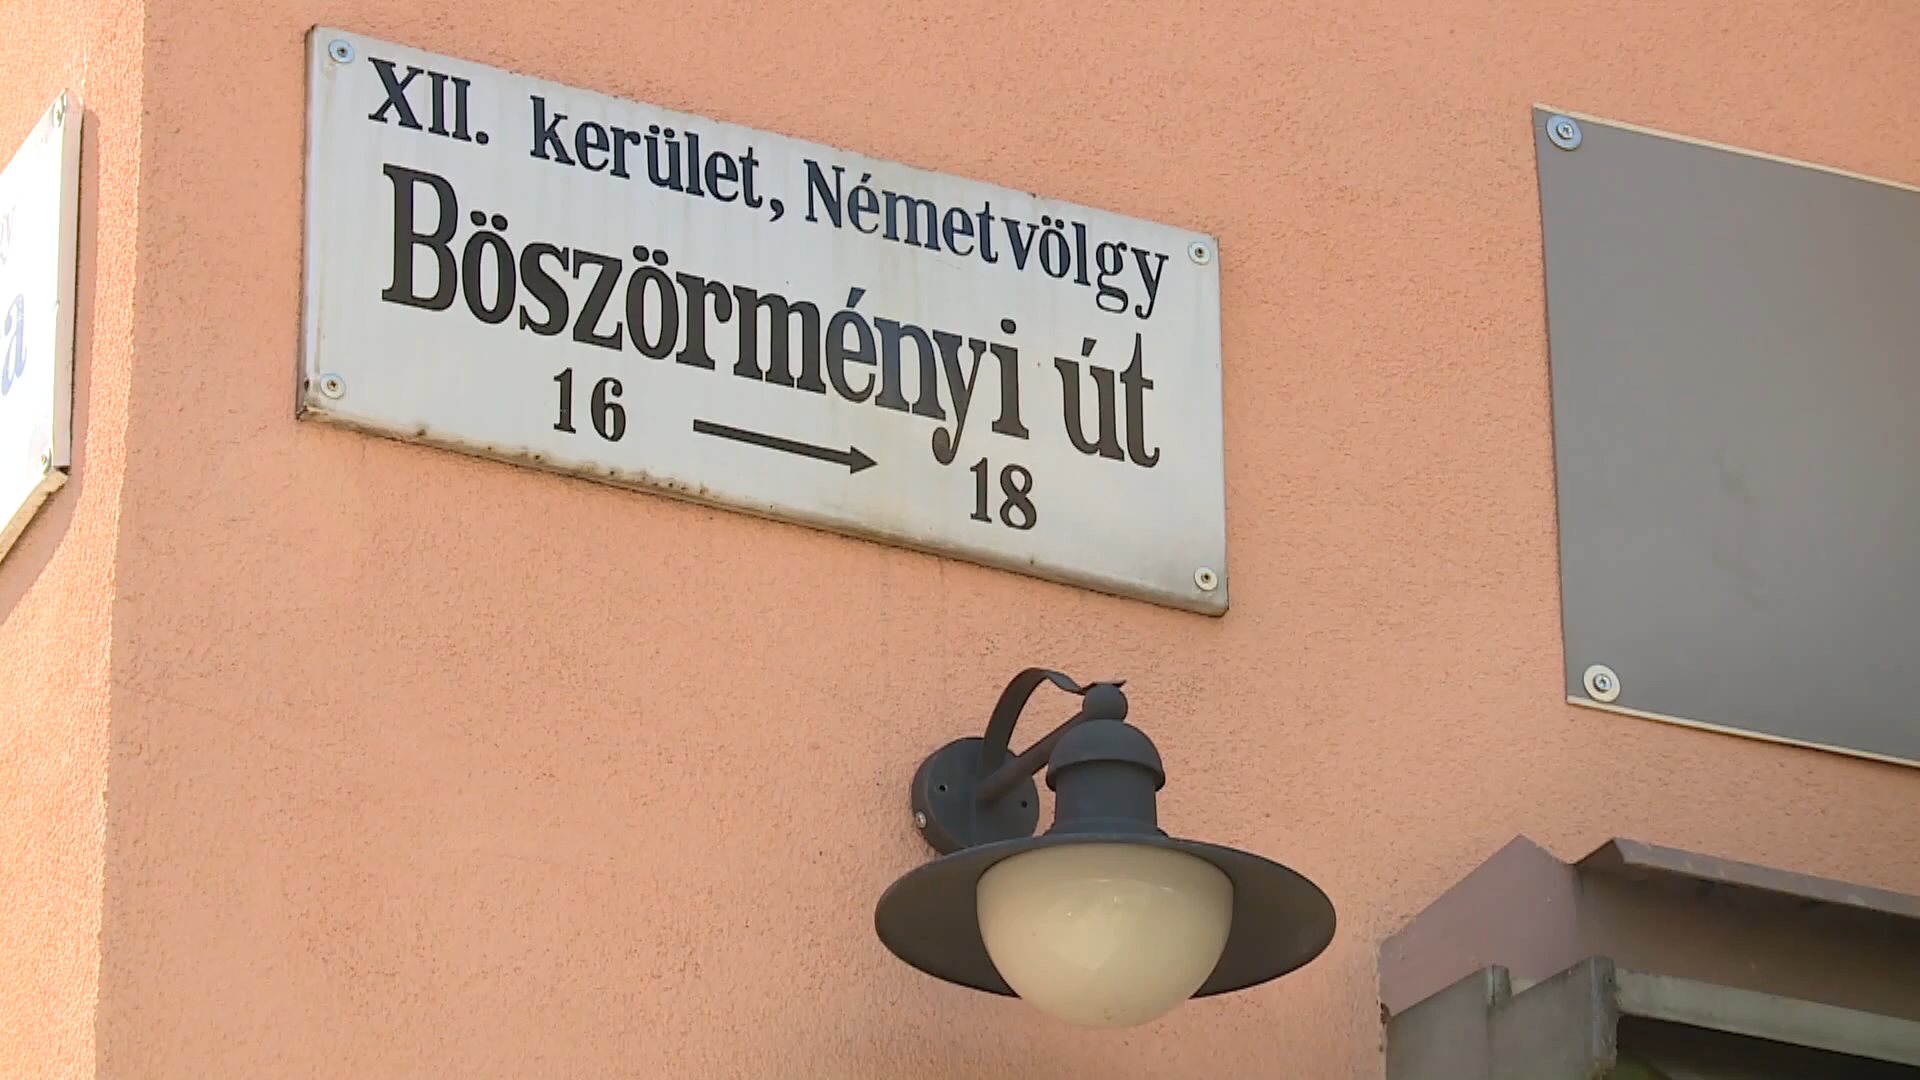 XII. kerület, Németvölgy
Böszörményi út
16 → 18